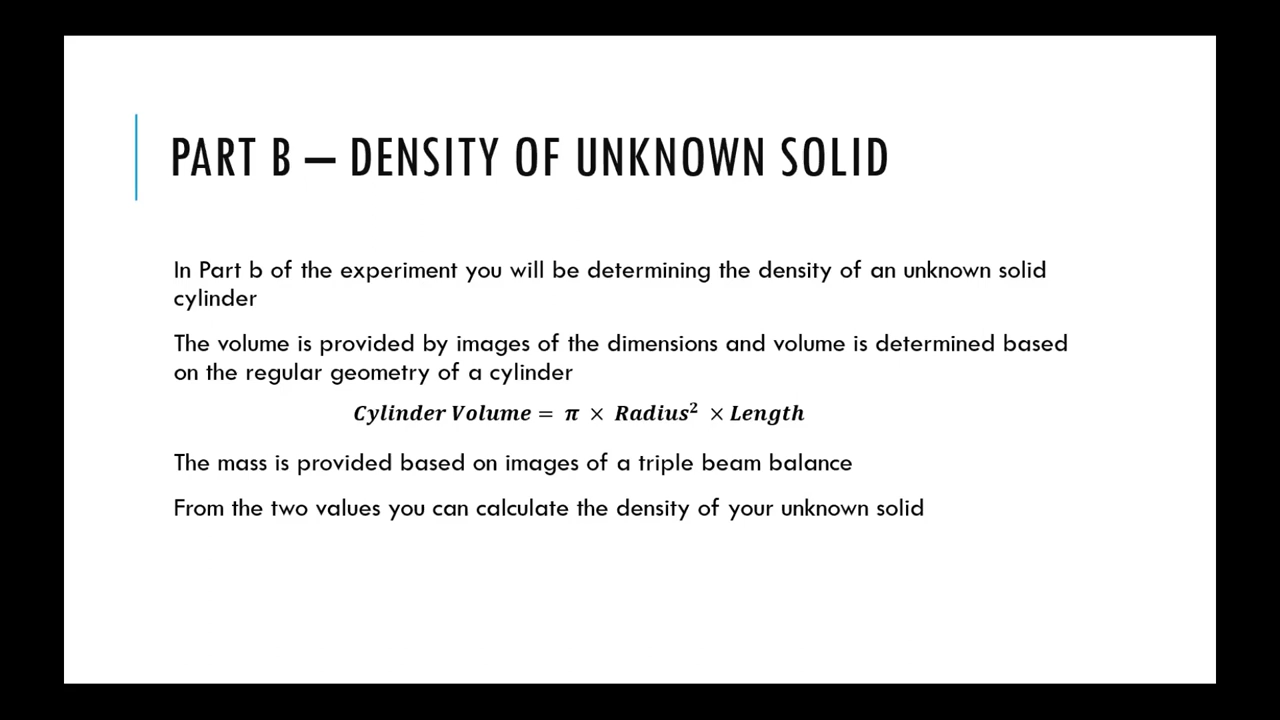 PART B – DENSITY OF UNKNOWN SOLID
In Part b of the experiment you will be determining the density of an unknown solid
cylinder
The volume is provided by images of the dimensions and volume is determined based
on the regular geometry of a cylinder
Cylinder Volume = π × Radius² × Length
The mass is provided based on images of a triple beam balance
From the two values you can calculate the density of your unknown solid